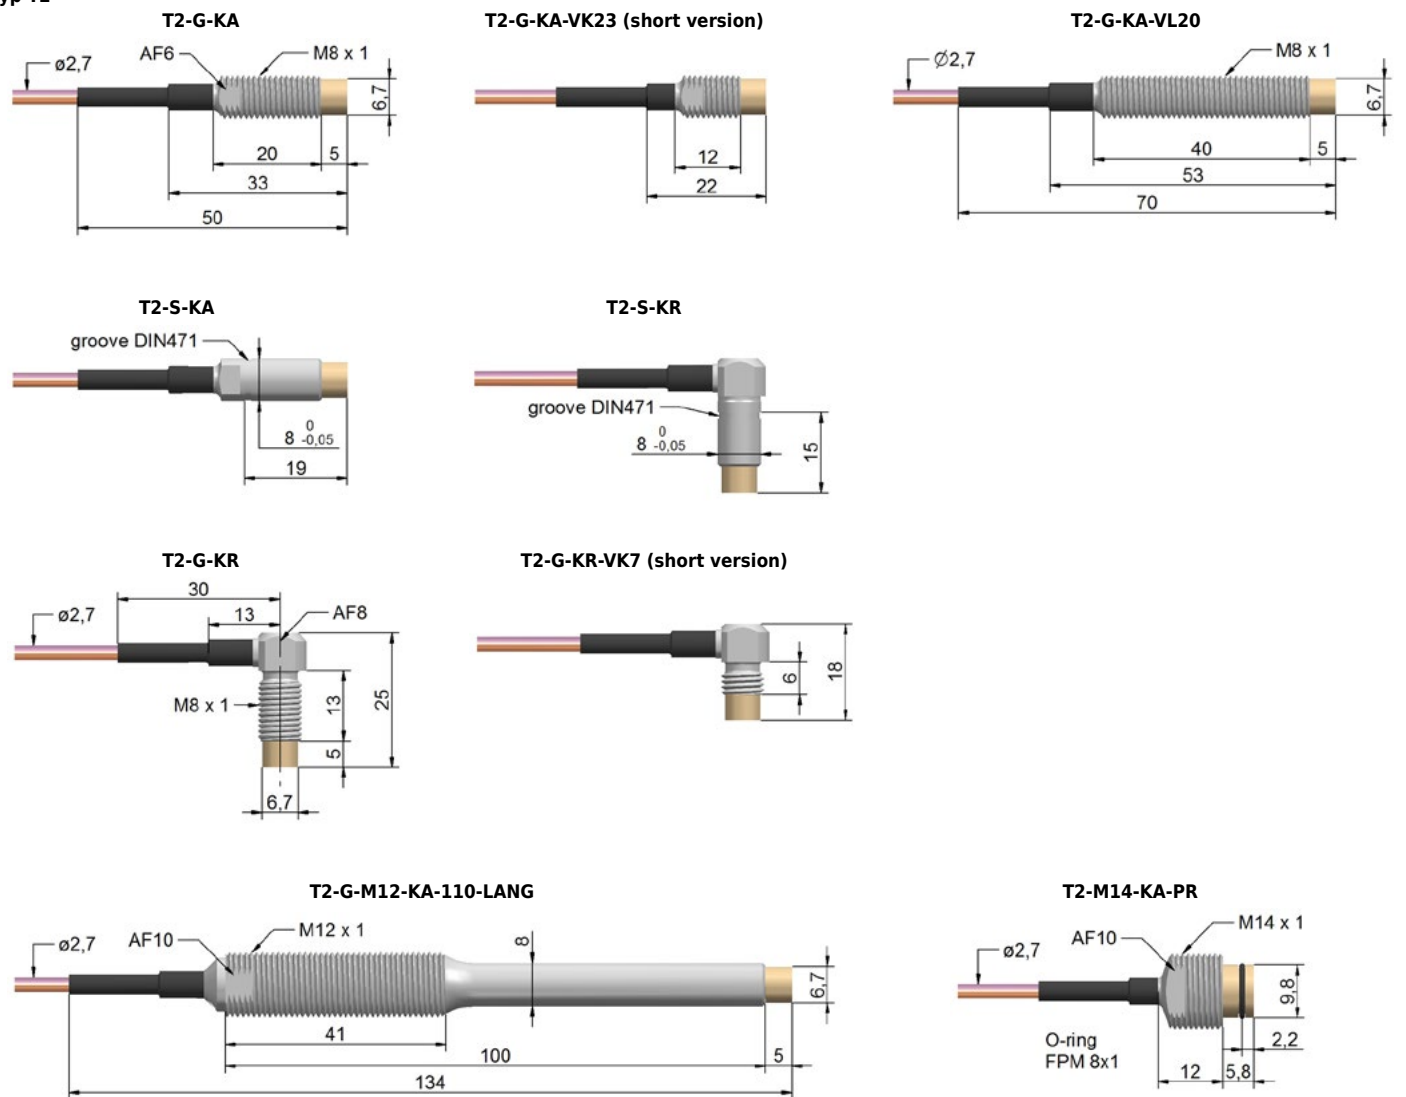 T2-G-KA
AF6
M8 x 1
ø2,7
6,7
20
5
33
50
T2-G-KA-VK23 (short version)
12
22
T2-G-KA-VL20
M8 x 1
∅2,7
6,7
40
5
53
70
T2-S-KA
groove DIN471
8 0 -0,05
19
T2-S-KR
groove DIN471
8 0 -0,05
15
T2-G-KR
30
13
AF8
ø2,7
M8 x 1
13
25
5
6,7
T2-G-KR-VK7 (short version)
6
18
T2-G-M12-KA-110-LANG
M12 x 1
AF10
ø2,7
8
6,7
41
100
5
134
T2-M14-KA-PR
M14 x 1
AF10
ø2,7
9,8
O-ring
FPM 8x1
2,2
12
5,8